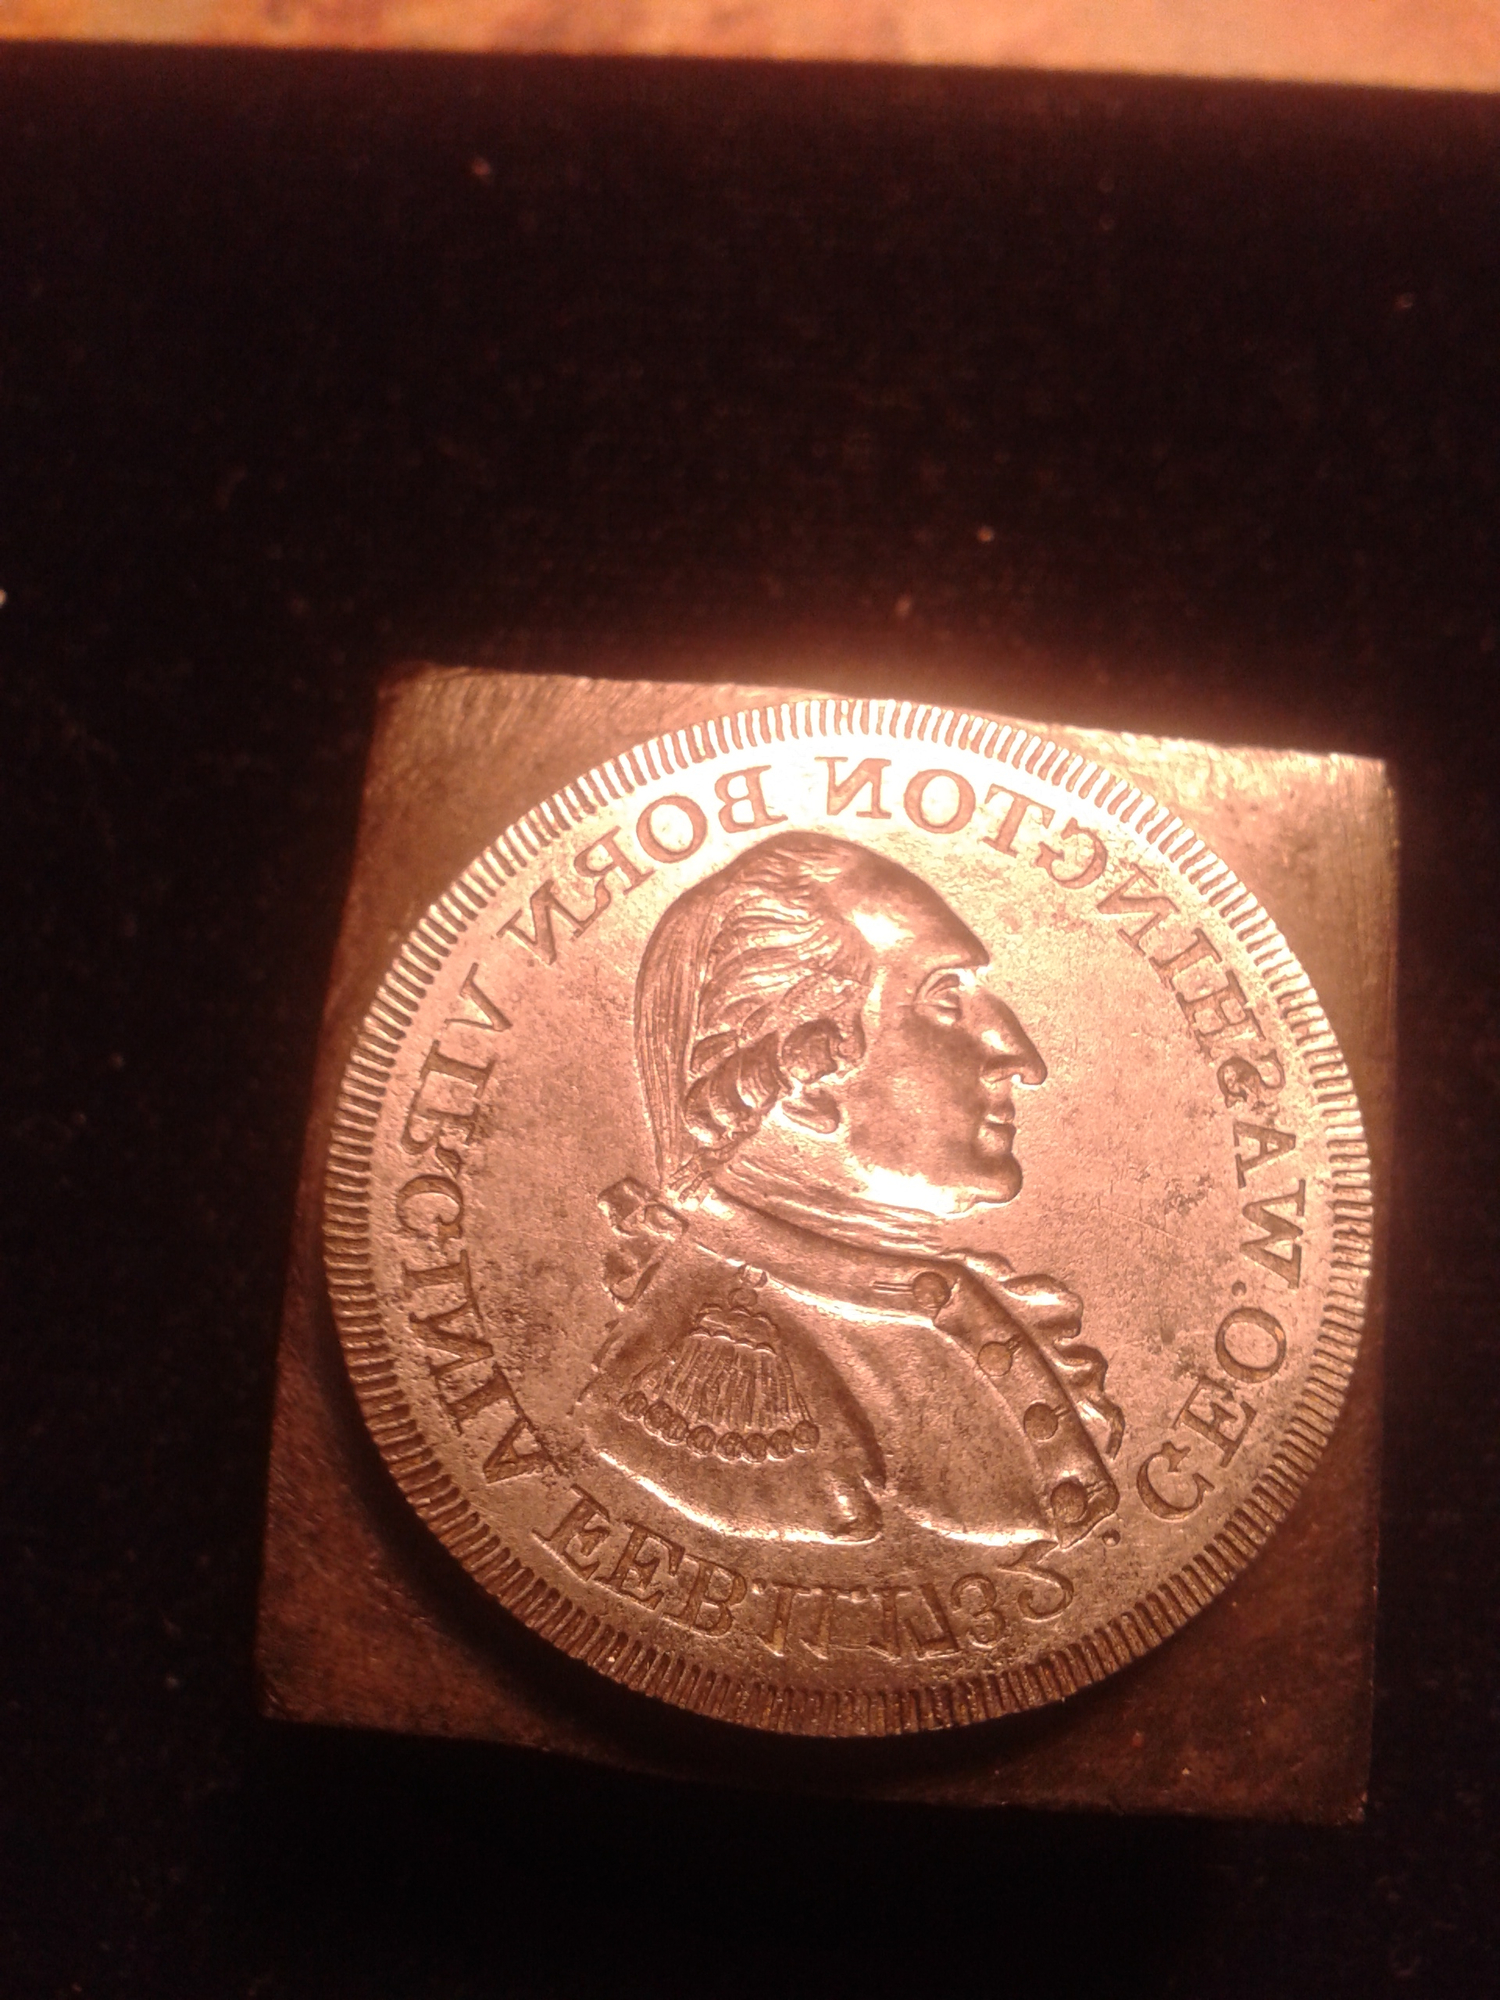 GEO. WASHINGTON BORN VIRGINIA FEB. 11. 1732.